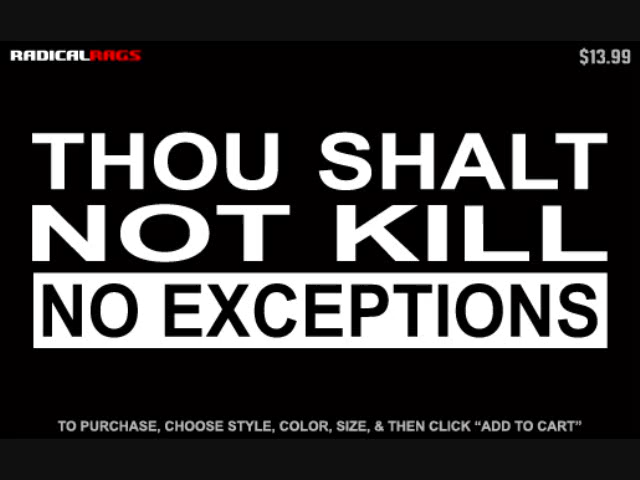 RADICALRAGS
$13.99
THOU SHALT
NOT KILL
NO EXCEPTIONS
TO PURCHASE, CHOOSE STYLE, COLOR, SIZE, & THEN CLICK “ADD TO CART”